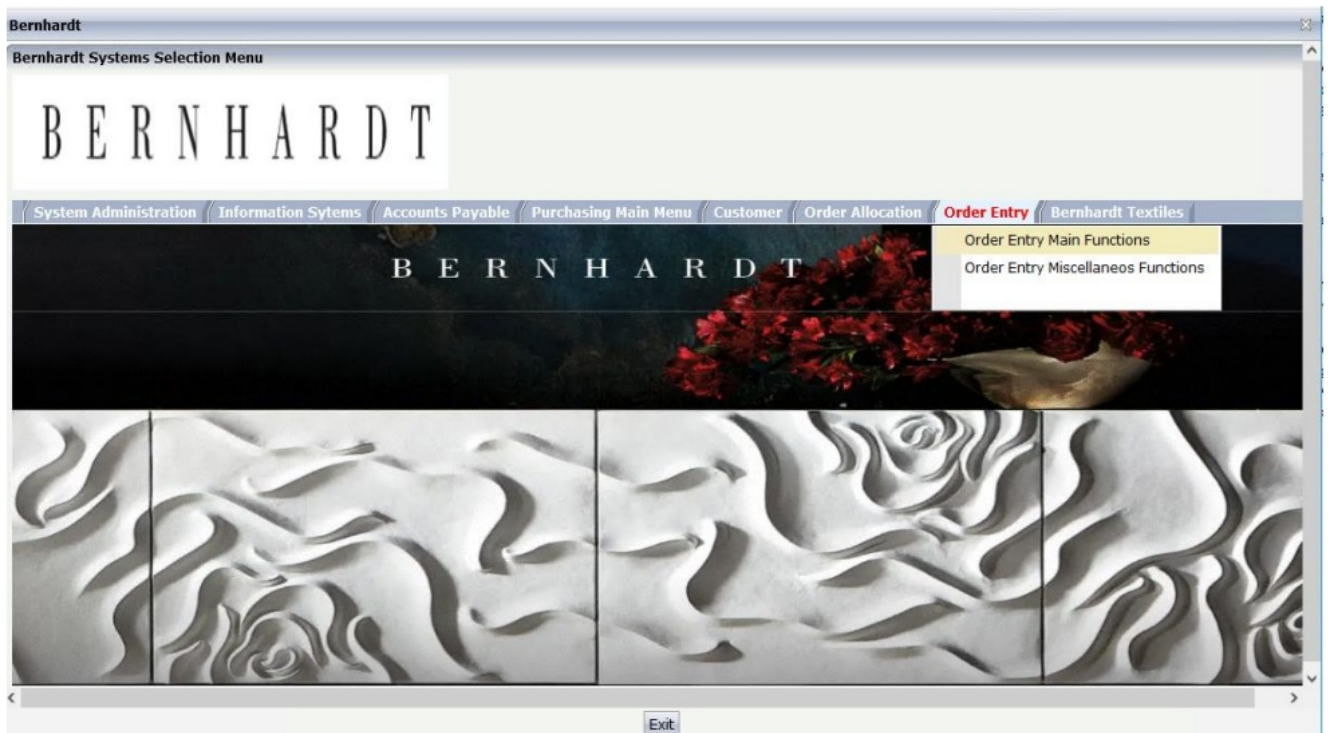 Bernhardt
Bernhardt Systems Selection Menu
BERNHARDT
System Administration Information Sytems Accounts Payable Purchasing Main Menu Customer Order Allocation Order Entry Bernhardt Textiles
Order Entry Main Functions
BERNHARDT
Order Entry Miscellaneos Functions
Exit